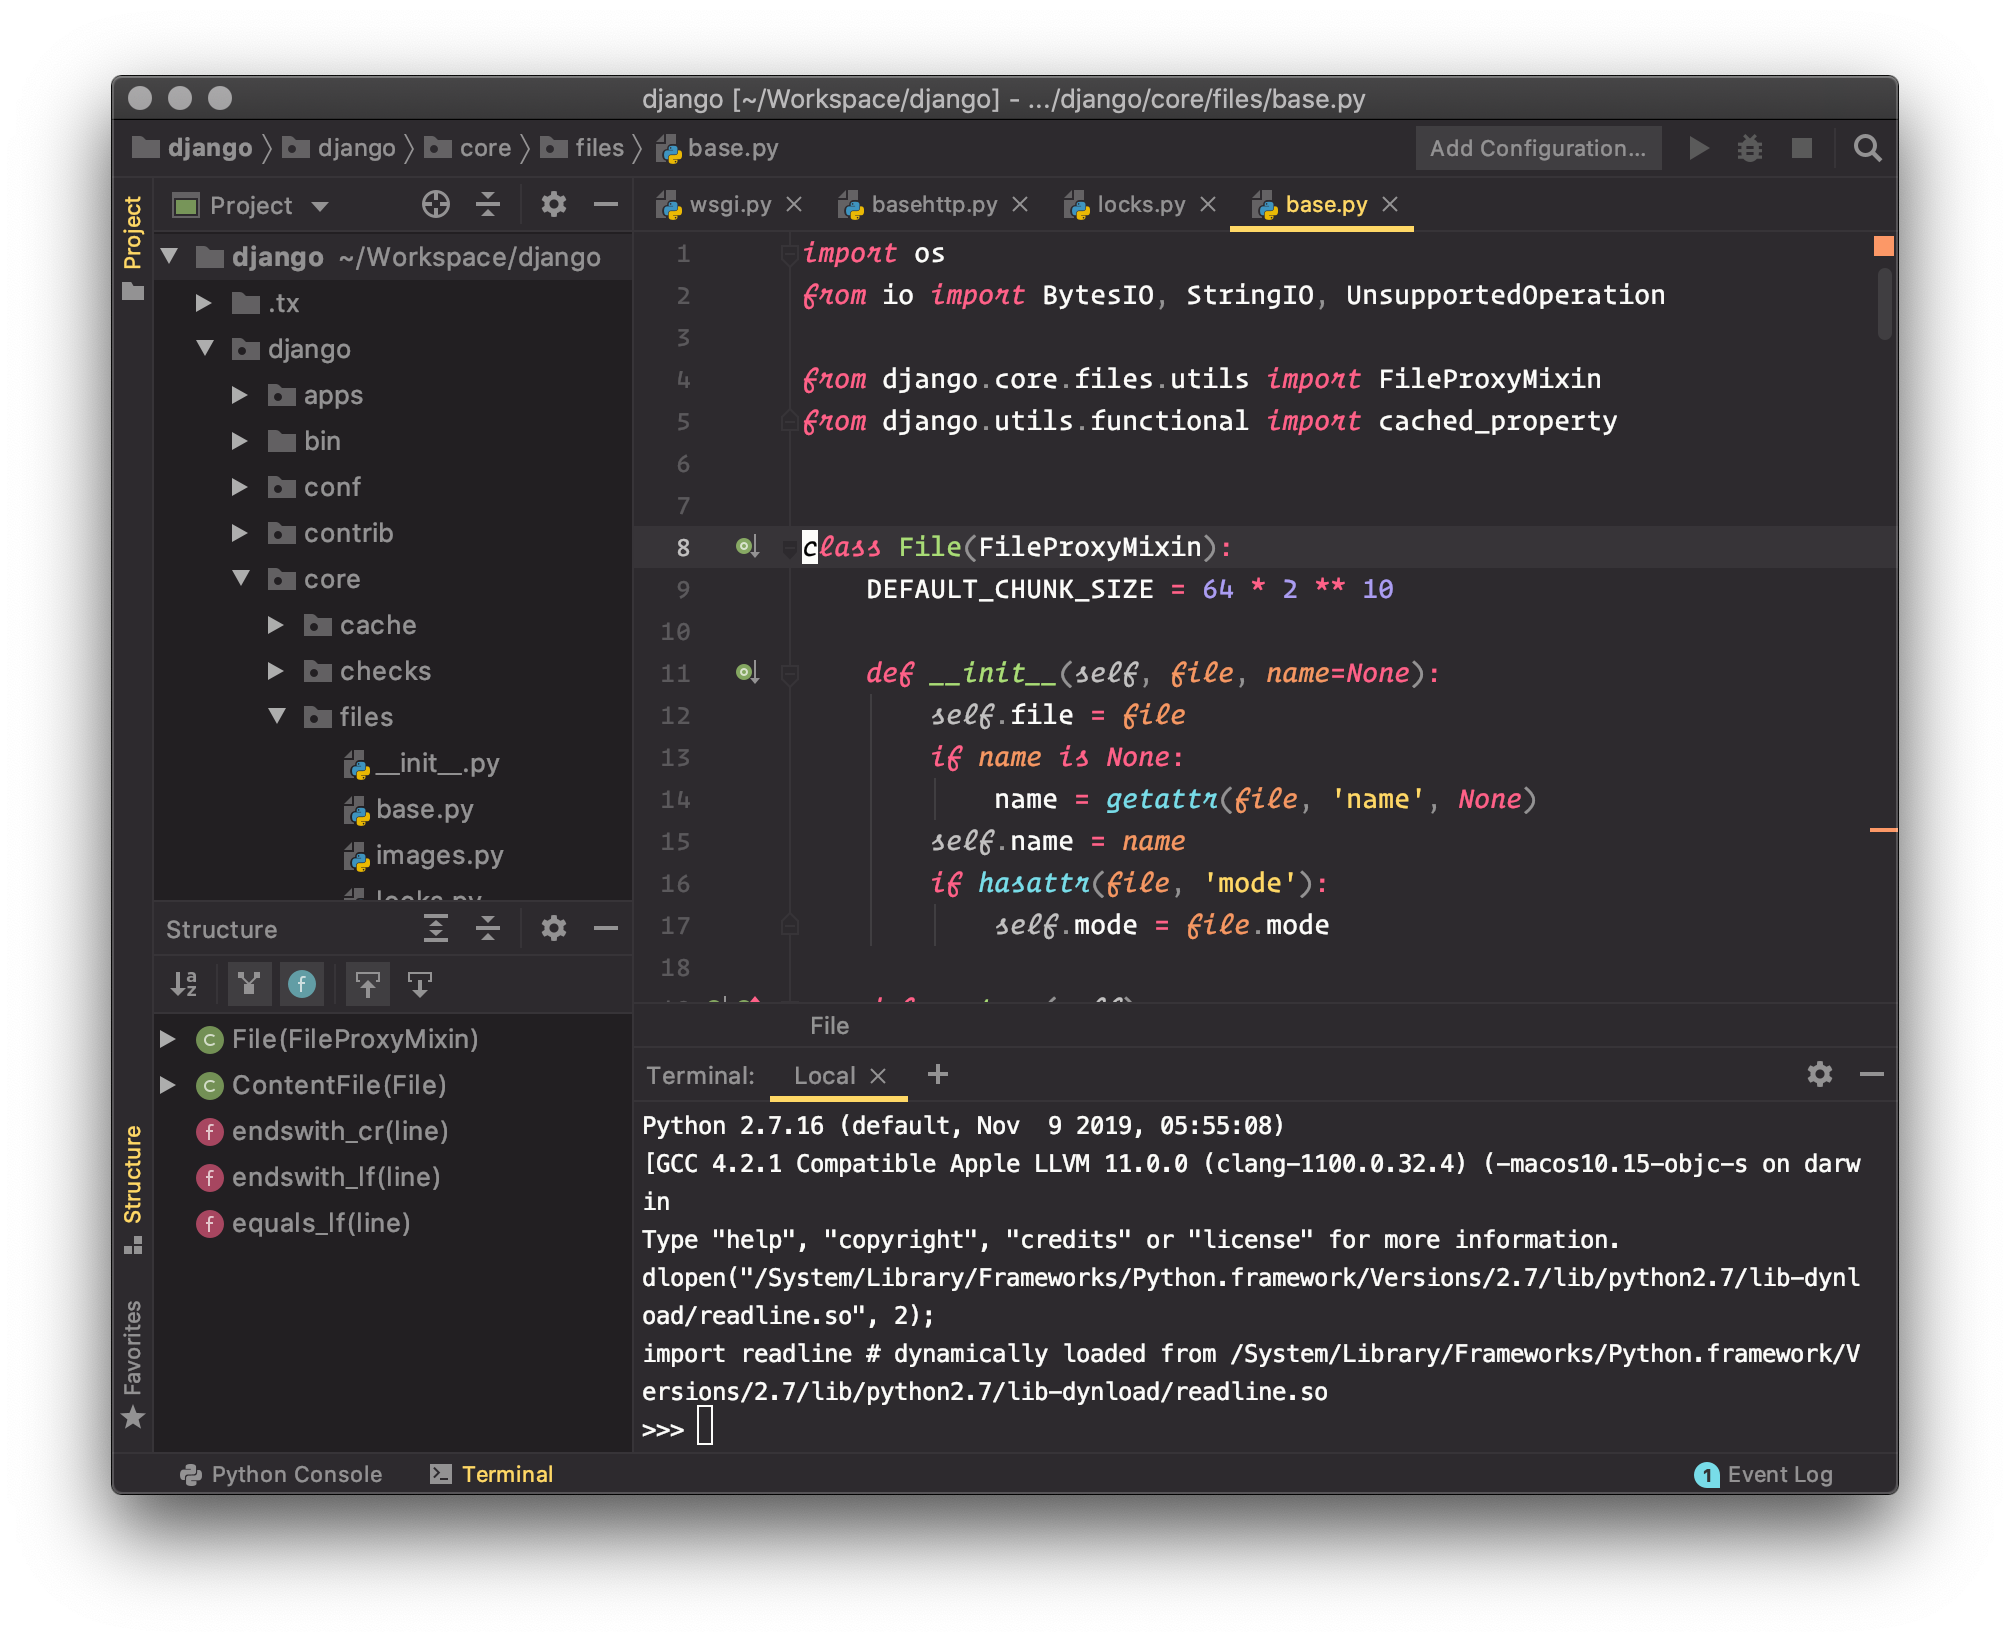 django [~/Workspace/django] - .../django/core/files/base.py
django django core files base.py
Add Configuration...
Project
Project
django ~/Workspace/django
.tx
django
apps
bin
conf
contrib
core
cache
checks
files
__init__.py
base.py
images.py
locks.py
Structure
File(FileProxyMixin)
ContentFile(File)
endswith_cr(line)
endswith_lf(line)
equals_lf(line)
Structure
Favorites
wsgi.py basehttp.py locks.py base.py
1 import os
2 from io import BytesIO, StringIO, UnsupportedOperation
3
4 from django.core.files.utils import FileProxyMixin
5 from django.utils.functional import cached_property
6
7
8 class File(FileProxyMixin):
9 DEFAULT_CHUNK_SIZE = 64 * 2 ** 10
10
11 def __init__(self, file, name=None):
12 self.file = file
13 if name is None:
14 name = getattr(file, 'name', None)
15 self.name = name
16 if hasattr(file, 'mode'):
17 self.mode = file.mode
18
File
Terminal: Local
Python 2.7.16 (default, Nov  9 2019, 05:55:08)
[GCC 4.2.1 Compatible Apple LLVM 11.0.0 (clang-1100.0.32.4) (-macos10.15-objc-s on darw
in
Type "help", "copyright", "credits" or "license" for more information.
dlopen("/System/Library/Frameworks/Python.framework/Versions/2.7/lib/python2.7/lib-dynl
oad/readline.so", 2);
import readline # dynamically loaded from /System/Library/Frameworks/Python.framework/V
ersions/2.7/lib/python2.7/lib-dynload/readline.so
>>>
Python Console Terminal
1 Event Log